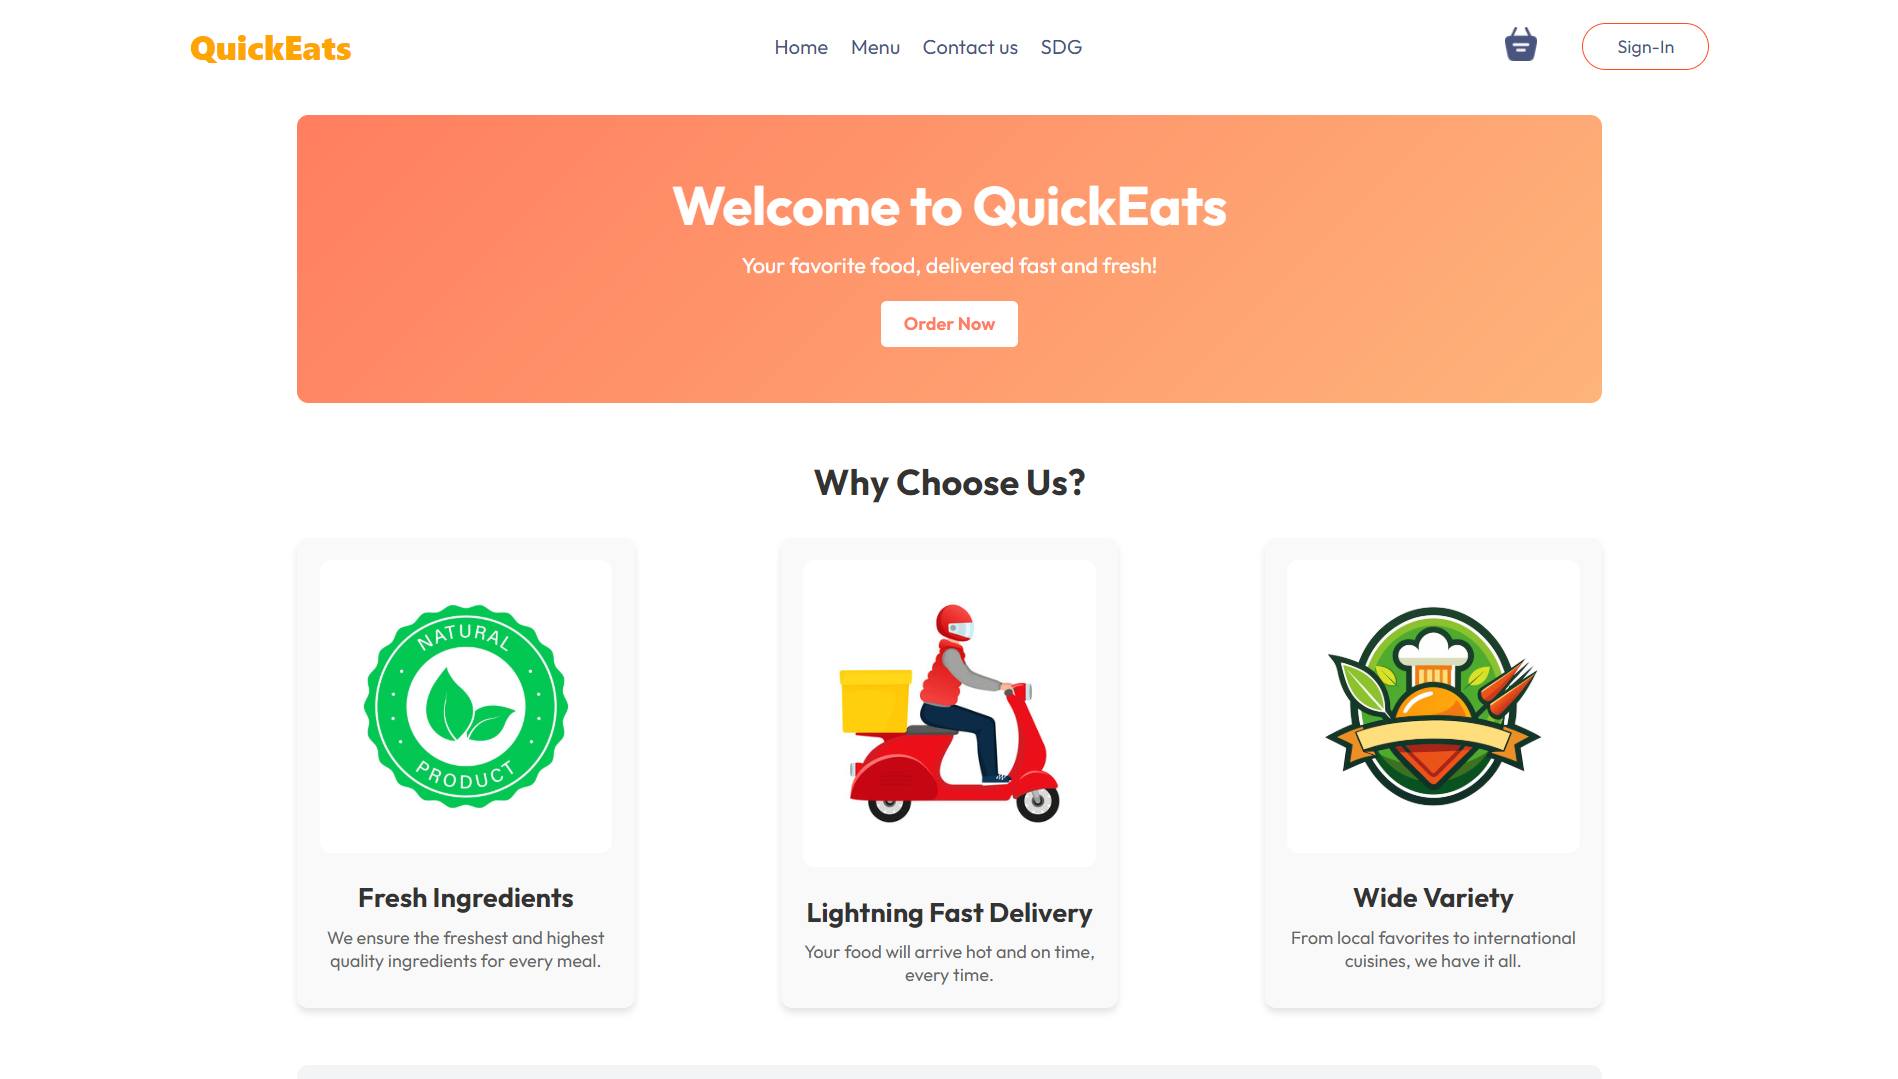 QuickEats
Home Menu Contact us SDG
Sign-In
Welcome to QuickEats
Your favorite food, delivered fast and fresh!
Order Now
Why Choose Us?
NATURAL
PRODUCT
Fresh Ingredients
We ensure the freshest and highest
quality ingredients for every meal.
Lightning Fast Delivery
Your food will arrive hot and on time,
every time.
Wide Variety
From local favorites to international
cuisines, we have it all.